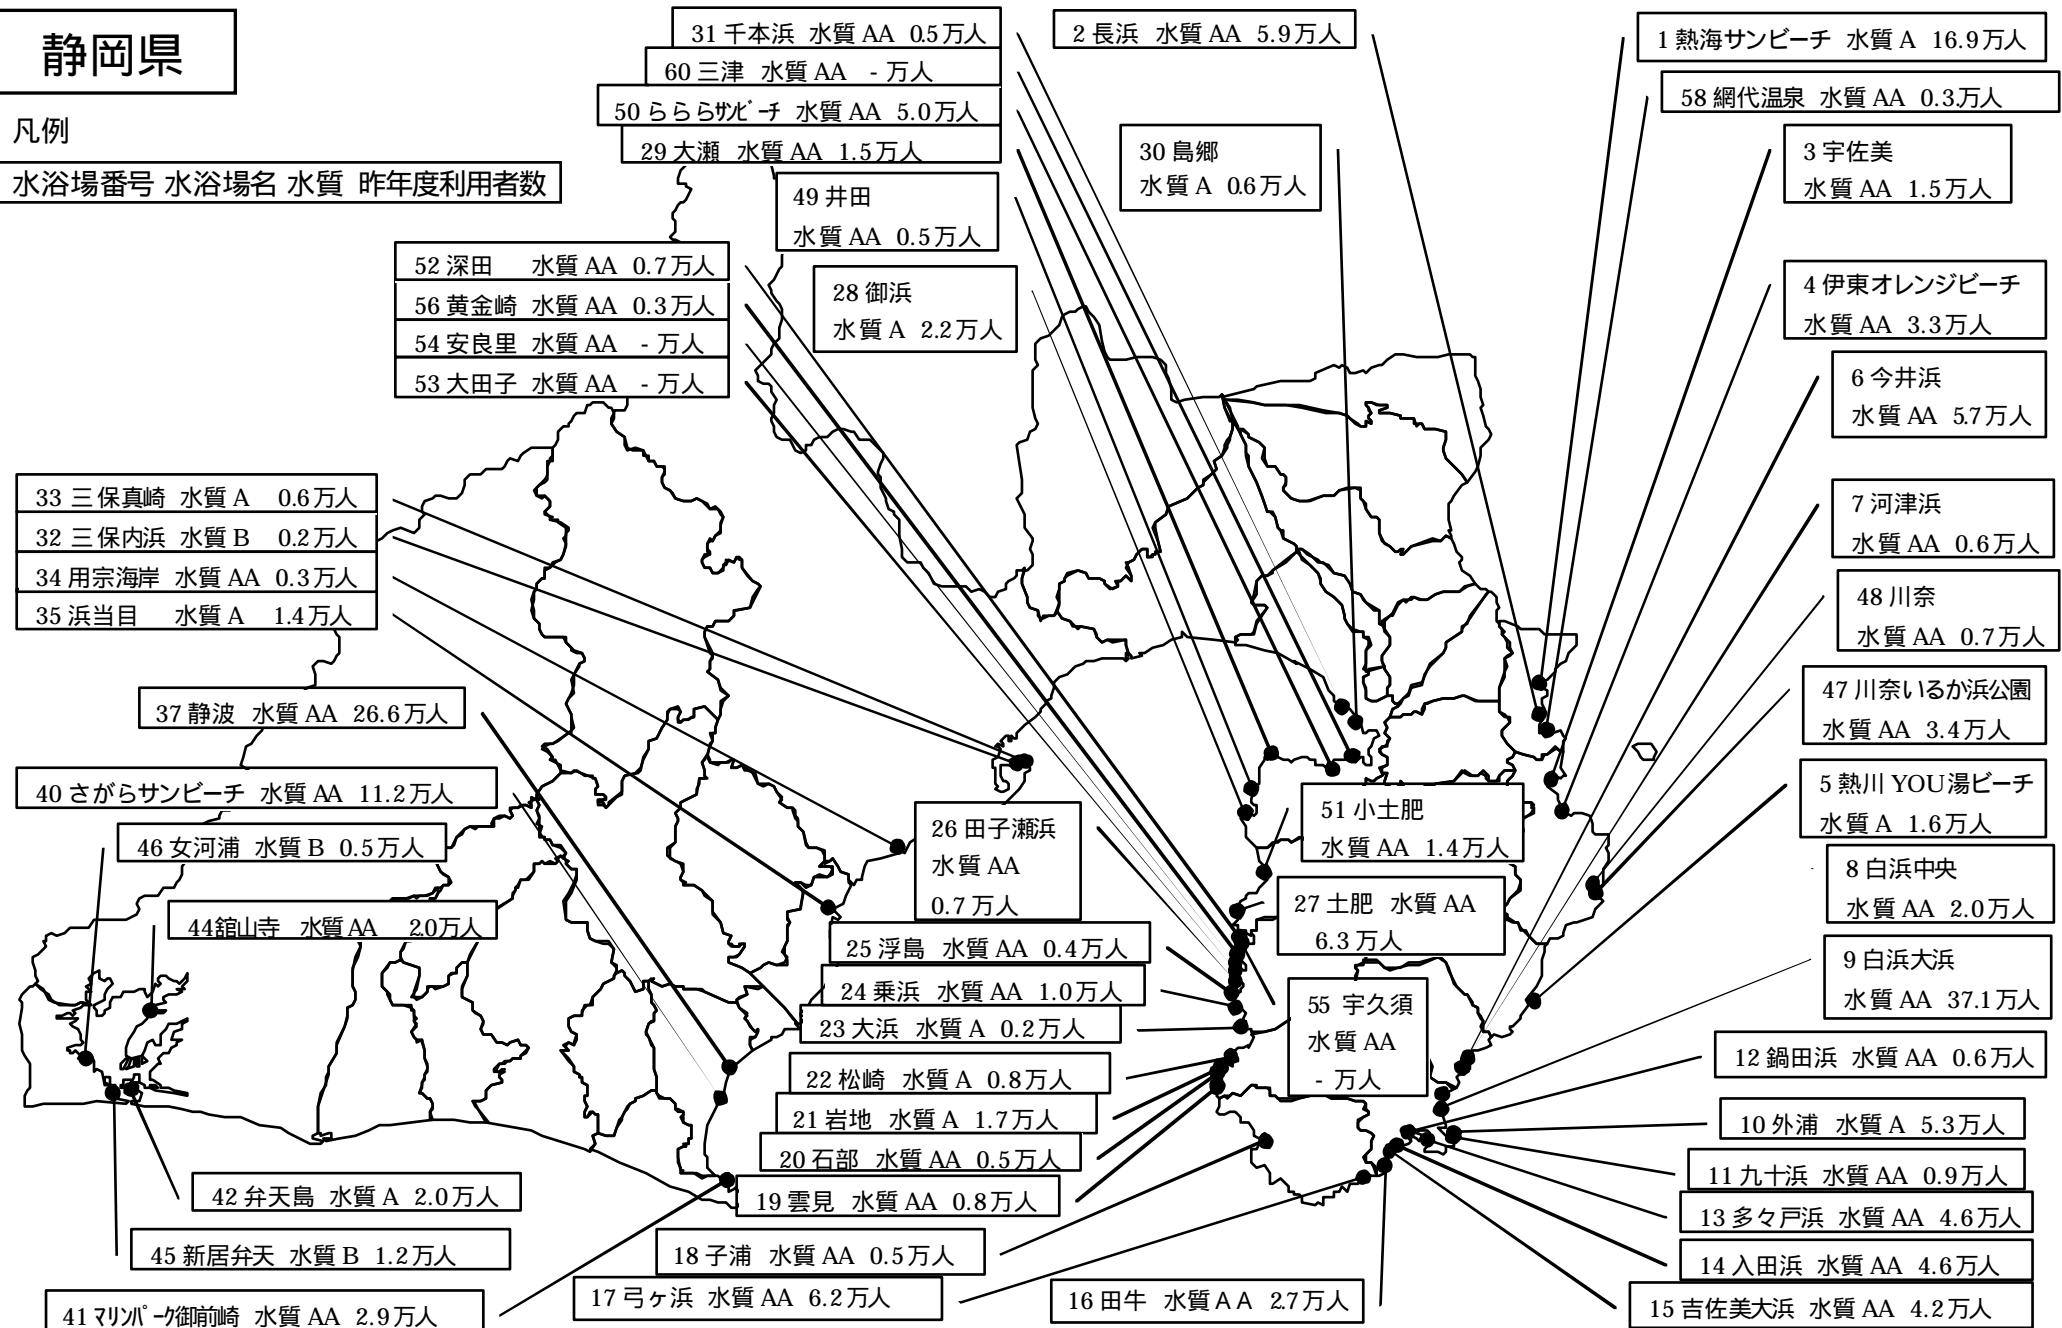 静岡県
凡例
水浴場番号 水浴場名 水質 昨年度利用者数
31 千本浜 水質 AA 0.5万人
60 三津 水質 AA - 万人
50 らららｻﾝﾋﾞｰﾁ 水質 AA 5.0万人
29 大瀬 水質 AA 1.5万人
49 井田
水質 AA 0.5万人
2 長浜 水質 AA 5.9万人
30 島郷
水質 A 0.6万人
1 熱海サンビーチ 水質 A 16.9万人
58 網代温泉 水質 AA 0.3万人
3 宇佐美
水質 AA 1.5万人
52 深田 水質 AA 0.7万人
56 黄金崎 水質 AA 0.3万人
54 安良里 水質 AA - 万人
53 大田子 水質 AA - 万人
28 御浜
水質 A 2.2万人
4 伊東オレンジビーチ
水質 AA 3.3万人
6 今井浜
水質 AA 5.7万人
33 三保真崎 水質 A 0.6万人
32 三保内浜 水質 B 0.2万人
34 用宗海岸 水質 AA 0.3万人
35 浜当目 水質 A 1.4万人
7 河津浜
水質 AA 0.6万人
48 川奈
水質 AA 0.7万人
37 静波 水質 AA 26.6万人
47 川奈いるか浜公園
水質 AA 3.4万人
40 さがらサンビーチ 水質 AA 11.2万人
5 熱川 YOU湯ビーチ
水質 A 1.6万人
46 女河浦 水質 B 0.5万人
26 田子瀬浜
水質 AA
0.7 万人
51 小土肥
水質 AA 1.4万人
8 白浜中央
水質 AA 2.0万人
44 舘山寺 水質 AA 2.0万人
27 土肥 水質 AA
6.3 万人
25 浮島 水質 AA 0.4万人
24 乗浜 水質 AA 1.0万人
23 大浜 水質 A 0.2万人
55 宇久須
水質 AA
- 万人
9 白浜大浜
水質 AA 37.1万人
22 松崎 水質 A 0.8万人
21 岩地 水質 A 1.7万人
20 石部 水質 AA 0.5万人
19 雲見 水質 AA 0.8万人
12 鍋田浜 水質 AA 0.6万人
10 外浦 水質 A 5.3万人
11 九十浜 水質 AA 0.9万人
13 多々戸浜 水質 AA 4.6万人
14 入田浜 水質 AA 4.6万人
15 吉佐美大浜 水質 AA 4.2万人
42 弁天島 水質 A 2.0万人
45 新居弁天 水質 B 1.2万人
18 子浦 水質 AA 0.5万人
17 弓ヶ浜 水質 AA 6.2万人
16 田牛 水質 AA 2.7万人
41 ﾏﾘﾝﾊﾟｰｸ御前崎 水質 AA 2.9万人